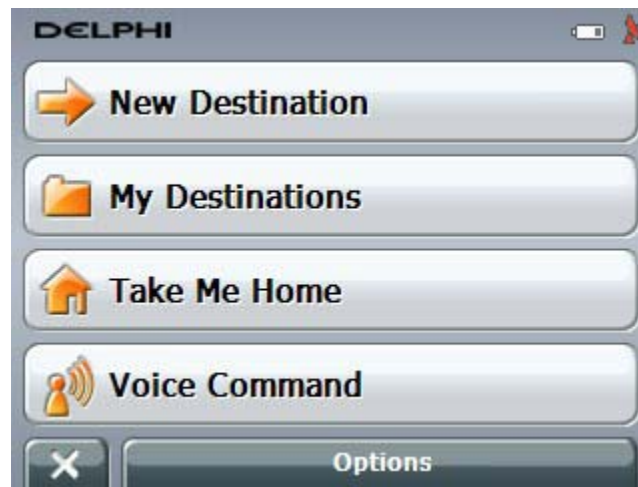 DELPHI
New Destination
My Destinations
Take Me Home
Voice Command
Options